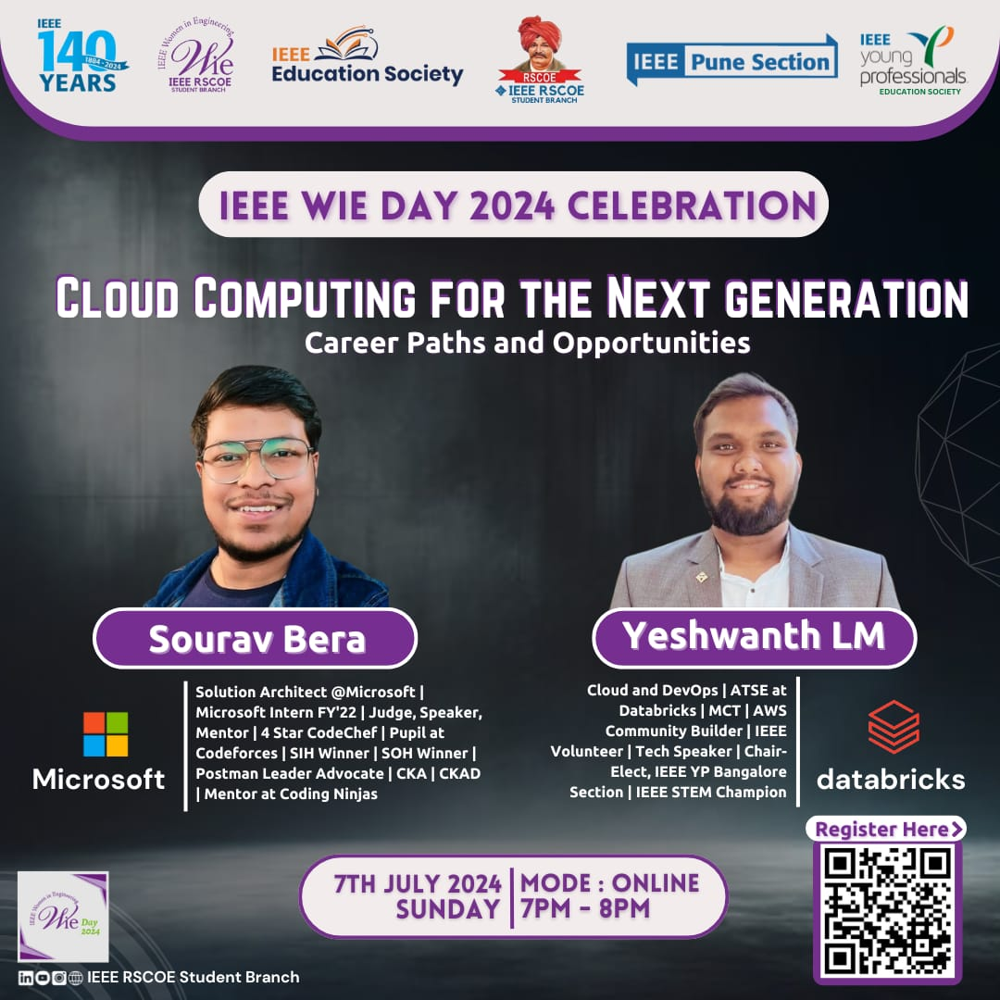 IEEE
140
1884-2024
YEARS
IEEE Women in Engineering
Wie
IEEE RSCOE
STUDENT BRANCH
IEEE
Education Society
RSCOE
IEEE RSCOE
STUDENT BRANCH
IEEE Pune Section
IEEE
young
professionals
EDUCATION SOCIETY
IEEE WIE DAY 2024 CELEBRATION
CLOUD COMPUTING FOR THE NEXT GENERATION
Career Paths and Opportunities
Sourav Bera
Solution Architect @Microsoft |
Microsoft Intern FY'22 | Judge, Speaker,
Mentor | 4 Star CodeChef | Pupil at
Codeforces | SIH Winner | SOH Winner |
Postman Leader Advocate | CKA | CKAD
| Mentor at Coding Ninjas
Microsoft
Yeshwanth LM
Cloud and DevOps | ATSE at
Databricks | MCT | AWS
Community Builder | IEEE
Volunteer | Tech Speaker | Chair-
Elect, IEEE YP Bangalore
Section | IEEE STEM Champion
databricks
Register Here
7TH JULY 2024
SUNDAY
MODE : ONLINE
7PM - 8PM
IEEE Women in Engineering
Wie Day
2024
in
IEEE RSCOE Student Branch